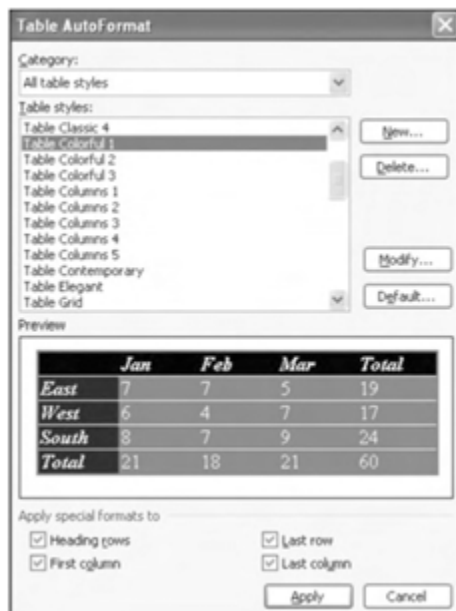 Table AutoFormat
Category:
All table styles
Table styles:
Table Classic 4
Table Colorful 1
Table Colorful 2
Table Colorful 3
Table Columns 1
Table Columns 2
Table Columns 3
Table Columns 4
Table Columns 5
Table Contemporary
Table Elegant
Table Grid
New...
Delete...
Modify...
Default...
Preview
Jan Feb Mar Total
East 7 7 5 19
West 6 4 7 17
South 8 7 9 24
Total 21 18 21 60
Apply special formats to
Heading rows Last row
First column Last column
Apply Cancel